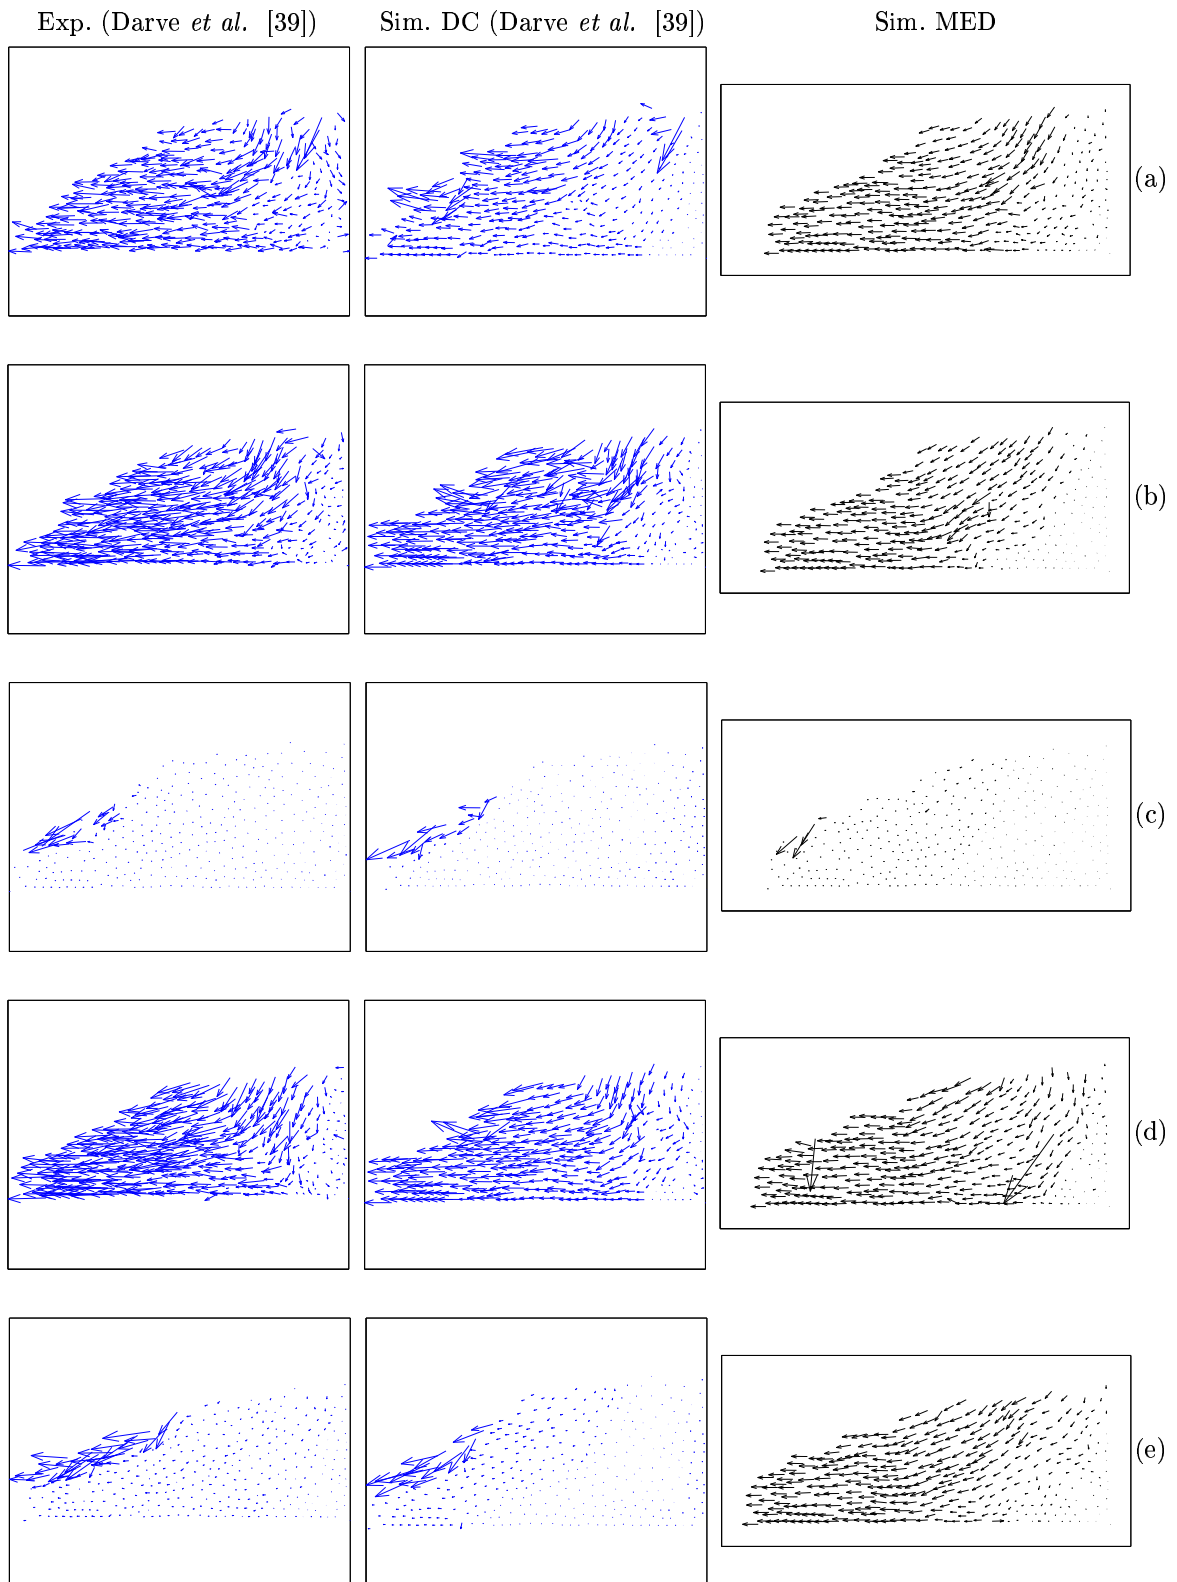 Exp. (Darve et al. [39]) Sim. DC (Darve et al. [39]) Sim. MED
(a)
(b)
(c)
(d)
(e)